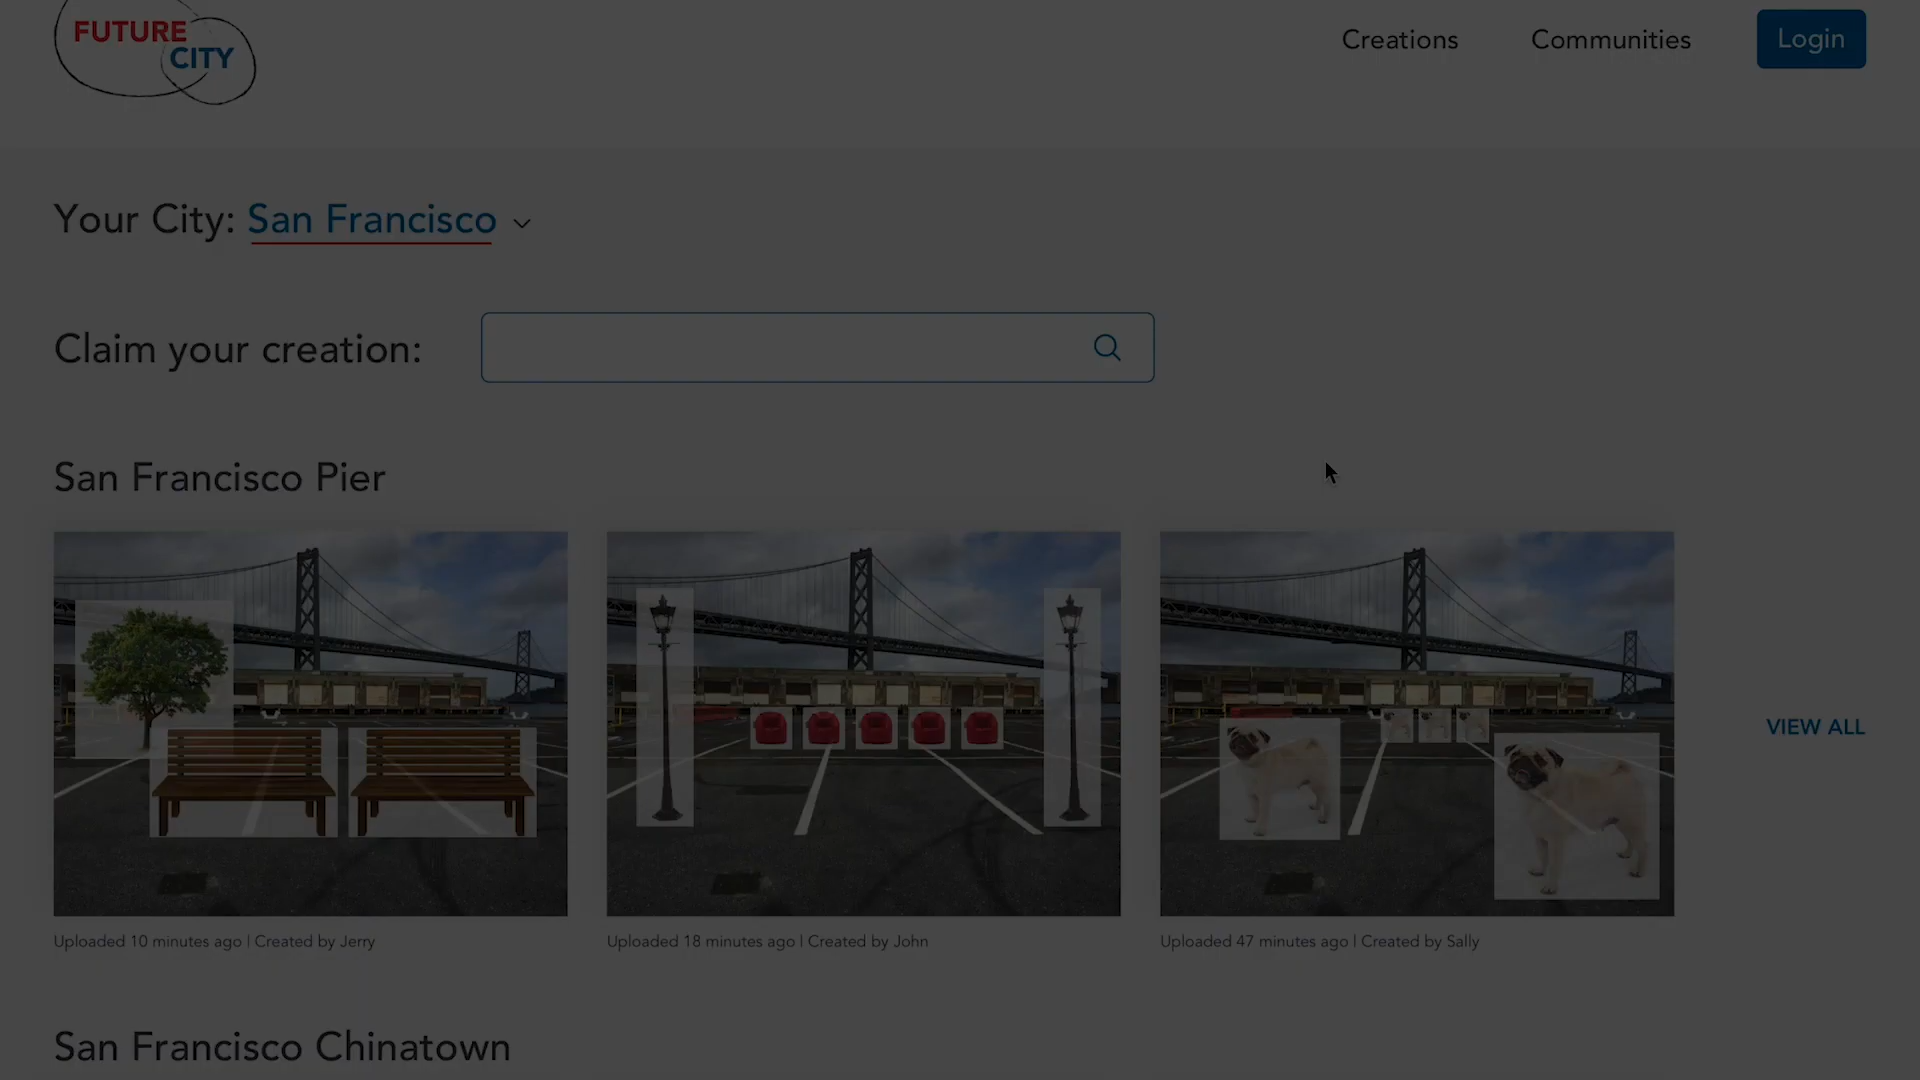 FUTURE
CITY
Creations
Communities
Login
Your City: San Francisco
Claim your creation:
San Francisco Pier
VIEW ALL
Uploaded 10 minutes ago | Created by Jerry
Uploaded 18 minutes ago | Created by John
Uploaded 47 minutes ago | Created by Sally
San Francisco Chinatown